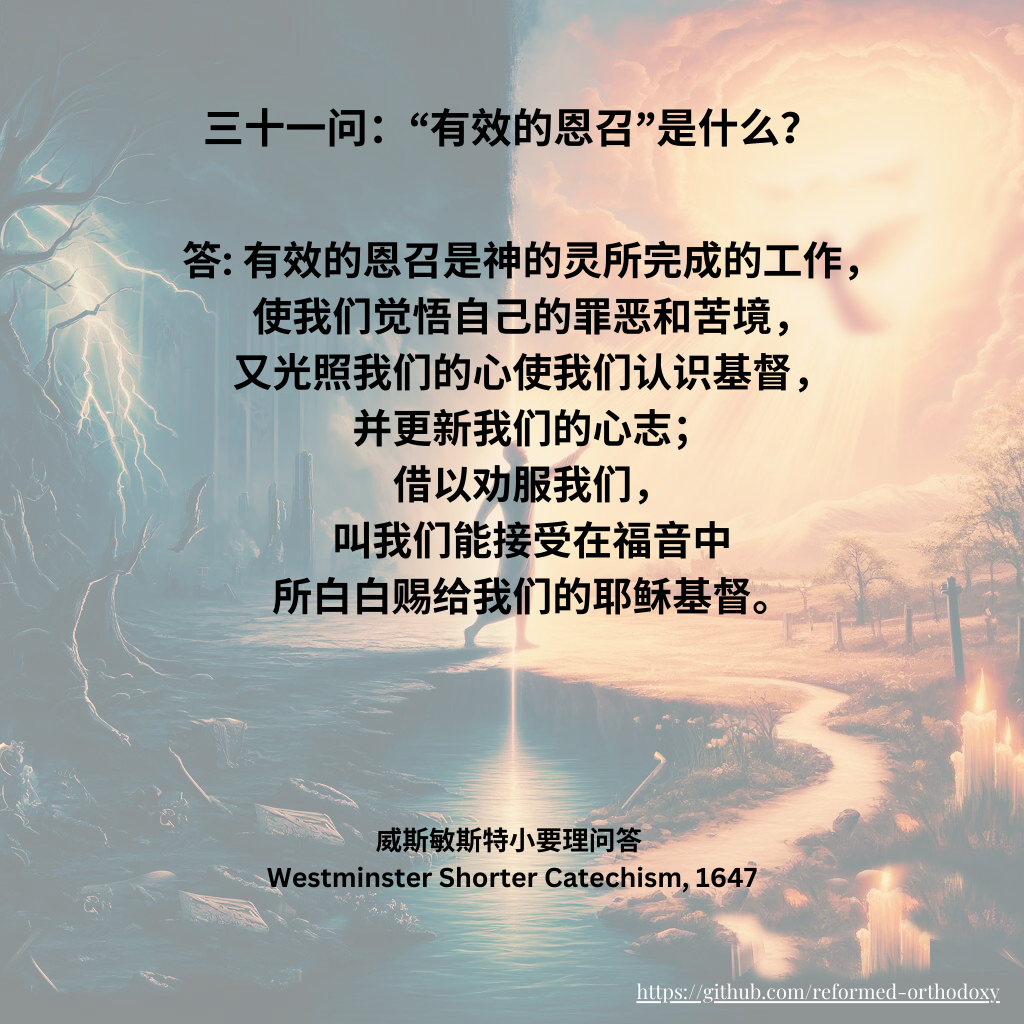 三十一问：“有效的恩召”是什么？
答: 有效的恩召是神的灵所完成的工作，
使我们觉悟自己的罪恶和苦境，
又光照我们的心使我们认识基督，
并更新我们的心志；
借以劝服我们，
叫我们能接受在福音中
所白白赐给我们的耶稣基督。
威斯敏斯特小要理问答
Westminster Shorter Catechism, 1647
https://github.com/reformed-orthodoxy